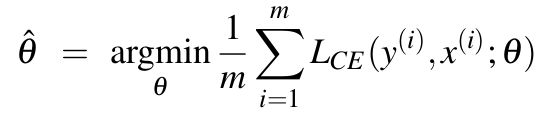 θ̂ = argmin_θ 1/m ∑_{i=1}^{m} L_{CE}(y^{(i)}, x^{(i)}; θ)